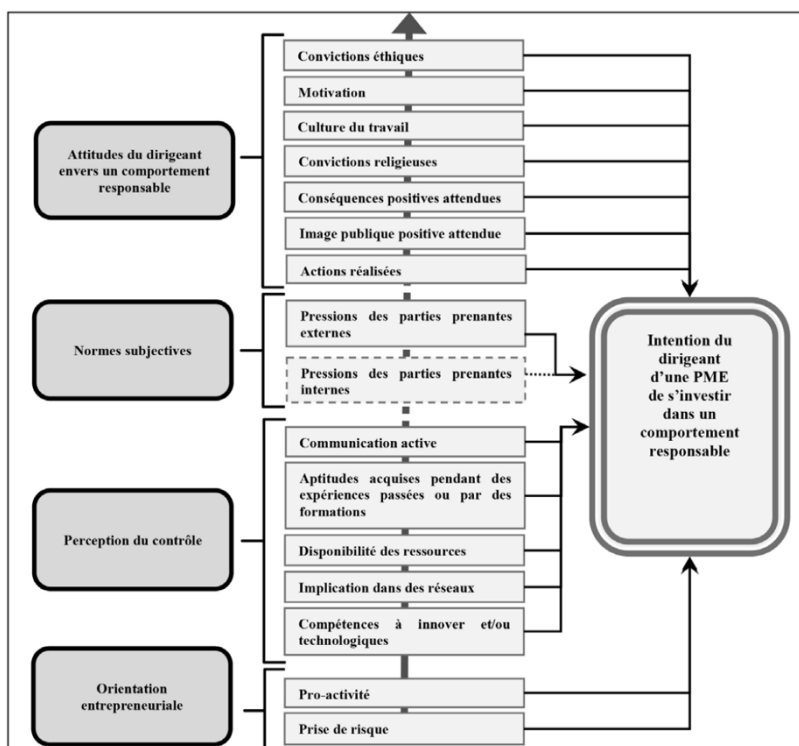 Convictions éthiques
Motivation
Culture du travail
Attitudes du dirigeant
envers un comportement
responsable
Convictions religieuses
Conséquences positives attendues
Image publique positive attendue
Actions réalisées
Normes subjectives
Pressions des parties prenantes
externes
Pressions des parties prenantes
internes
Perception du contrôle
Communication active
Aptitudes acquises pendant des
expériences passées ou par des
formations
Disponibilité des ressources
Implication dans des réseaux
Compétences à innover et/ou
technologiques
Orientation
entrepreneuriale
Pro-activité
Prise de risque
Intention du
dirigeant
d’une PME
de s’investir
dans un
comportement
responsable